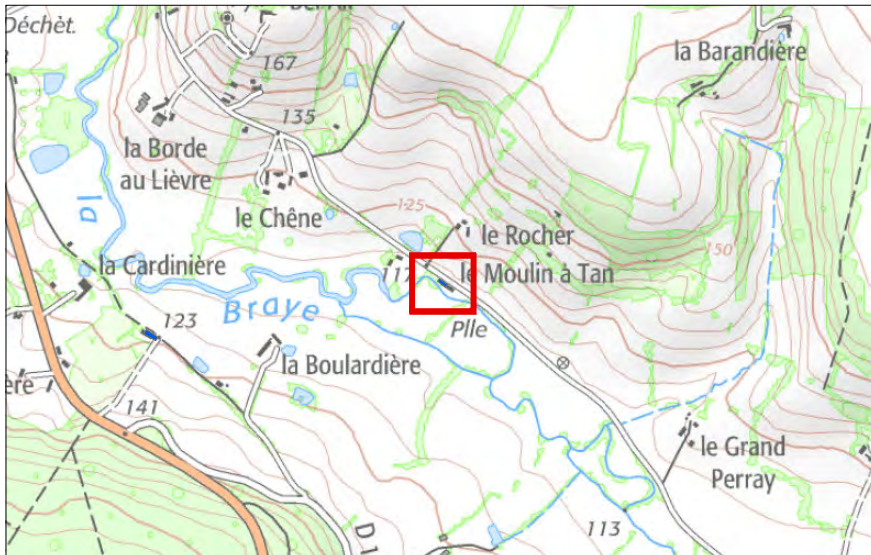 Déchèt.
167
la Barandière
135
la Borde
au Lièvre
125
le Chêne
la
le Rocher
150
117
le Moulin à Tan
la Cardinière
Braye
Plle
123
la Boulardière
141
le Grand
Perray
113